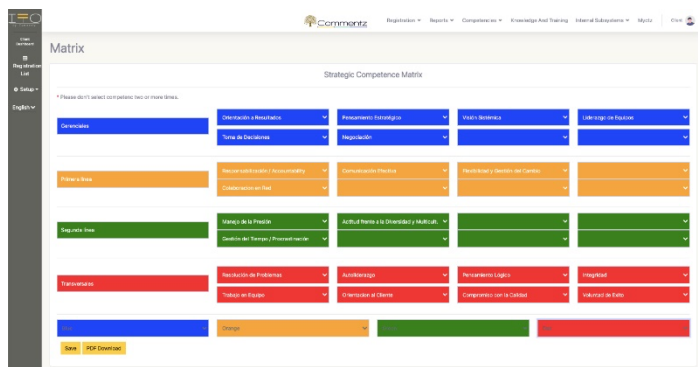 Commentz
Registration Reports Competencies Knowledge And Training Internal Subsystems
Matrix
Registration List
Setup
English
Strategic Competence Matrix
* Please don't select competenc two or more times.
Gerenciales
Orientación a Resultados
Pensamiento Estratégico
Visión Sistémica
Liderazgo de Equipos
Toma de Decisiones
Negociación
Primera línea
Responsabilización / Accountability
Comunicación Efectiva
Flexibilidad y Gestión del Cambio
Colaboración en Red
Segunda línea
Manejo de la Presión
Actitud frente a la Diversidad y Multicult.
Gestión del Tiempo / Procrastinación
Transversales
Resolución de Problemas
Autoliderazgo
Pensamiento Lógico
Integridad
Trabajo en Equipo
Orientación al Cliente
Compromiso con la Calidad
Voluntad de Exito
Orange
Save
PDF Download